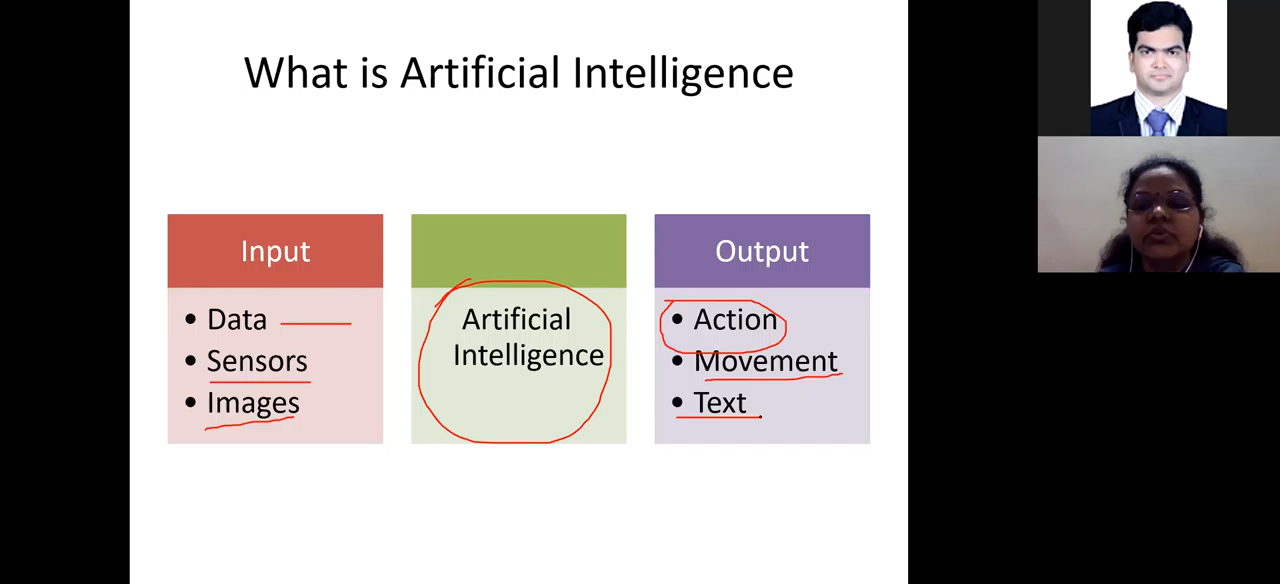 What is Artificial Intelligence
Input
• Data
• Sensors
• Images
Artificial
Intelligence
Output
• Action
• Movement
• Text